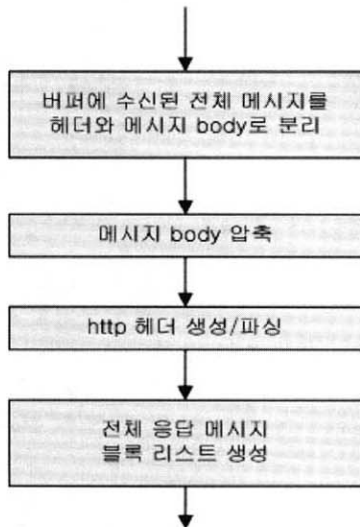 버퍼에 수신된 전체 메시지를
헤더와 메시지 body로 분리
메시지 body 압축
http 헤더 생성/파싱
전체 응답 메시지
블록 리스트 생성